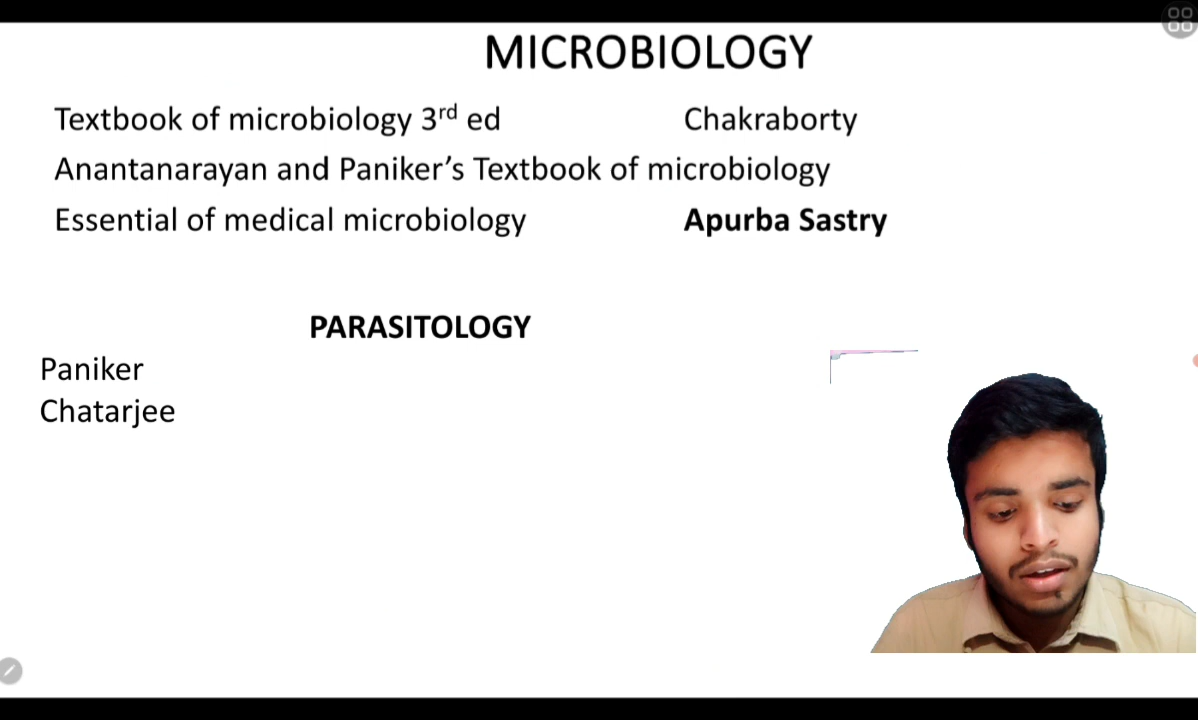 MICROBIOLOGY
Textbook of microbiology 3rd ed Chakraborty
Anantanarayan and Paniker’s Textbook of microbiology
Essential of medical microbiology Apurba Sastry
PARASITOLOGY
Paniker
Chatarjee